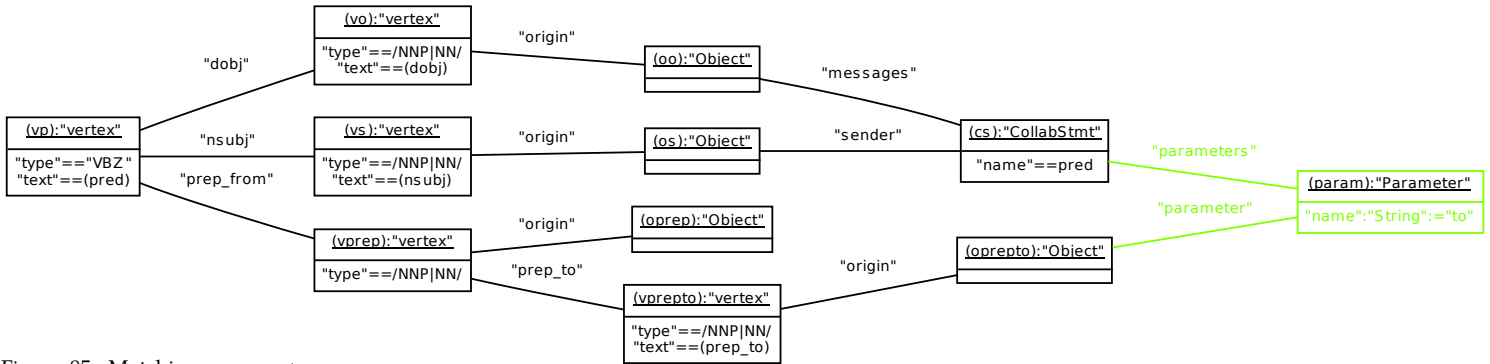 (vo):"vertex"
"type"==/NNP|NN/
"text"==(dobj)
"dobj"
"origin"
(oo):"Object"
"messages"
(vp):"vertex"
"type"=="VBZ"
"text"==(pred)
"nsubj"
(vs):"vertex"
"type"==/NNP|NN/
"text"==(nsubj)
"origin"
(os):"Object"
"sender"
(cs):"CollabStmt"
"name"==pred
"parameters"
(param):"Parameter"
"name":"String":="to"
"parameter"
"prep_from"
(vprep):"vertex"
"type"==/NNP|NN/
"origin"
(oprep):"Object"
"prep_to"
(vprepto):"vertex"
"type"==/NNP|NN/
"text"==(prep_to)
"origin"
(oprepto):"Object"